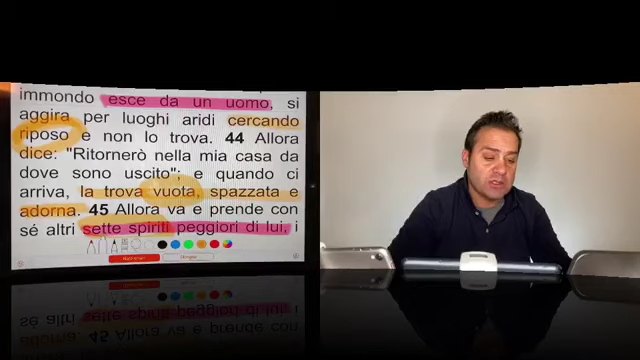 immondo esce da un uomo, si
aggira per luoghi aridi cercando
riposo e non lo trova. 44 Allora
dice: "Ritornerò nella mia casa da
dove sono uscito"; e quando ci
arriva, la trova vuota, spazzata e
adorna. 45 Allora va e prende con
sé altri sette spiriti peggiori di lui, i